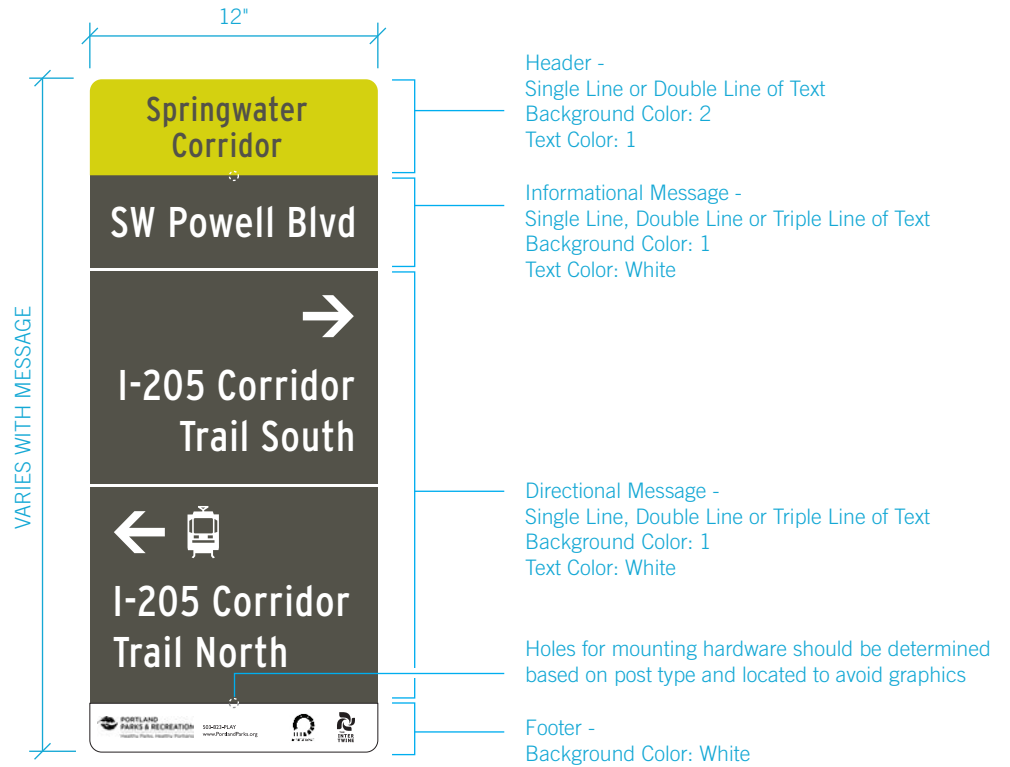 12"
VARIES WITH MESSAGE
Springwater
Corridor
SW Powell Blvd
I-205 Corridor
Trail South
I-205 Corridor
Trail North
PORTLAND
PARKS & RECREATION
Healthy Parks, Healthy Portland
503-823-PLAY
www.PortlandParks.org
THE
INTER
TWINE
Header -
Single Line or Double Line of Text
Background Color: 2
Text Color: 1
Informational Message -
Single Line, Double Line or Triple Line of Text
Background Color: 1
Text Color: White
Directional Message -
Single Line, Double Line or Triple Line of Text
Background Color: 1
Text Color: White
Holes for mounting hardware should be determined
based on post type and located to avoid graphics
Footer -
Background Color: White